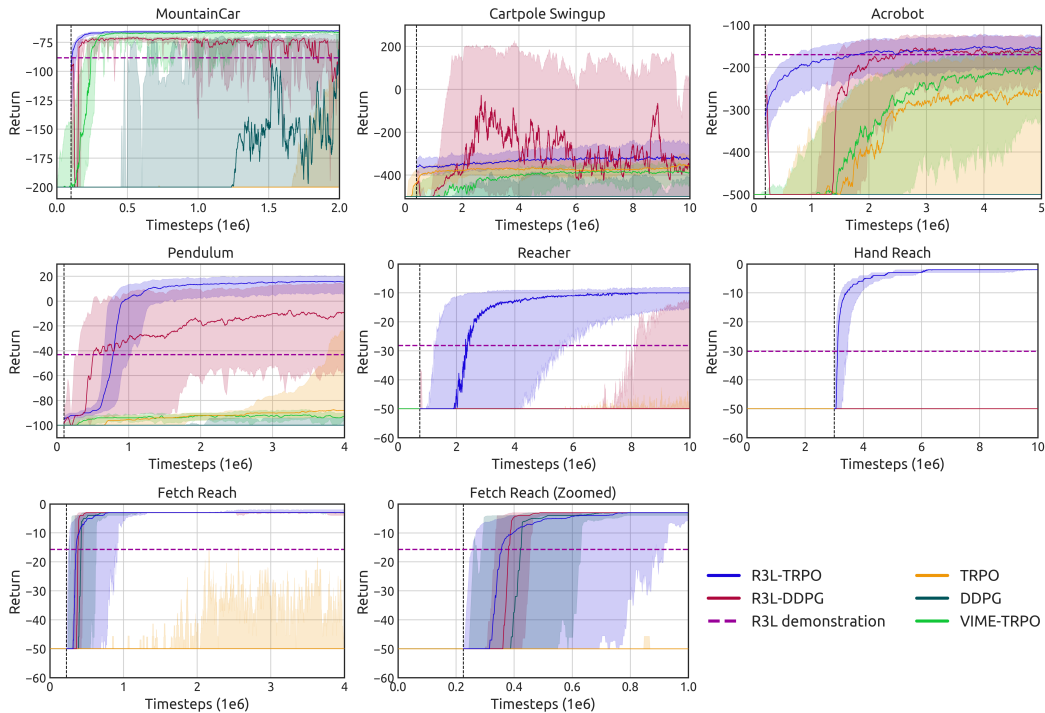 MountainCar
Return
−75
−100
−125
−150
−175
−200
0.0 0.5 1.0 1.5 2.0
Timesteps (1e6)
Cartpole Swingup
Return
200
0
−200
−400
0 2 4 6 8 10
Timesteps (1e6)
Acrobot
Return
−100
−200
−300
−400
−500
0 1 2 3 4 5
Timesteps (1e6)
Pendulum
Return
20
0
−20
−40
−60
−80
−100
0 1 2 3 4
Timesteps (1e6)
Reacher
Return
0
−10
−20
−30
−40
−50
−60
0 2 4 6 8 10
Timesteps (1e6)
Hand Reach
Return
0
−10
−20
−30
−40
−50
−60
0 2 4 6 8 10
Timesteps (1e6)
Fetch Reach
Return
0
−10
−20
−30
−40
−50
−60
0 1 2 3 4
Timesteps (1e6)
Fetch Reach (Zoomed)
Return
0
−10
−20
−30
−40
−50
−60
0.0 0.2 0.4 0.6 0.8 1.0
Timesteps (1e6)
R3L-TRPO
R3L-DDPG
R3L demonstration
TRPO
DDPG
VIME-TRPO